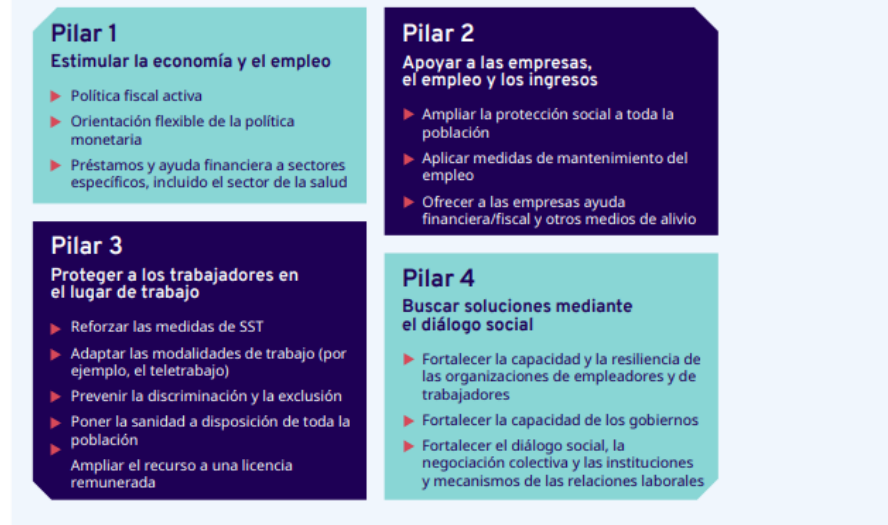 Pilar 1
Estimular la economía y el empleo
Política fiscal activa
Orientación flexible de la política
monetaria
Préstamos y ayuda financiera a sectores
específicos, incluido el sector de la salud
Pilar 2
Apoyar a las empresas,
el empleo y los ingresos
Ampliar la protección social a toda la
población
Aplicar medidas de mantenimiento del
empleo
Ofrecer a las empresas ayuda
financiera/fiscal y otros medios de alivio
Pilar 3
Proteger a los trabajadores en
el lugar de trabajo
Reforzar las medidas de SST
Adaptar las modalidades de trabajo (por
ejemplo, el teletrabajo)
Prevenir la discriminación y la exclusión
Poner la sanidad a disposición de toda la
población
Ampliar el recurso a una licencia
remunerada
Pilar 4
Buscar soluciones mediante
el diálogo social
Fortalecer la capacidad y la resiliencia de
las organizaciones de empleadores y de
trabajadores
Fortalecer la capacidad de los gobiernos
Fortalecer el diálogo social, la
negociación colectiva y las instituciones
y mecanismos de las relaciones laborales